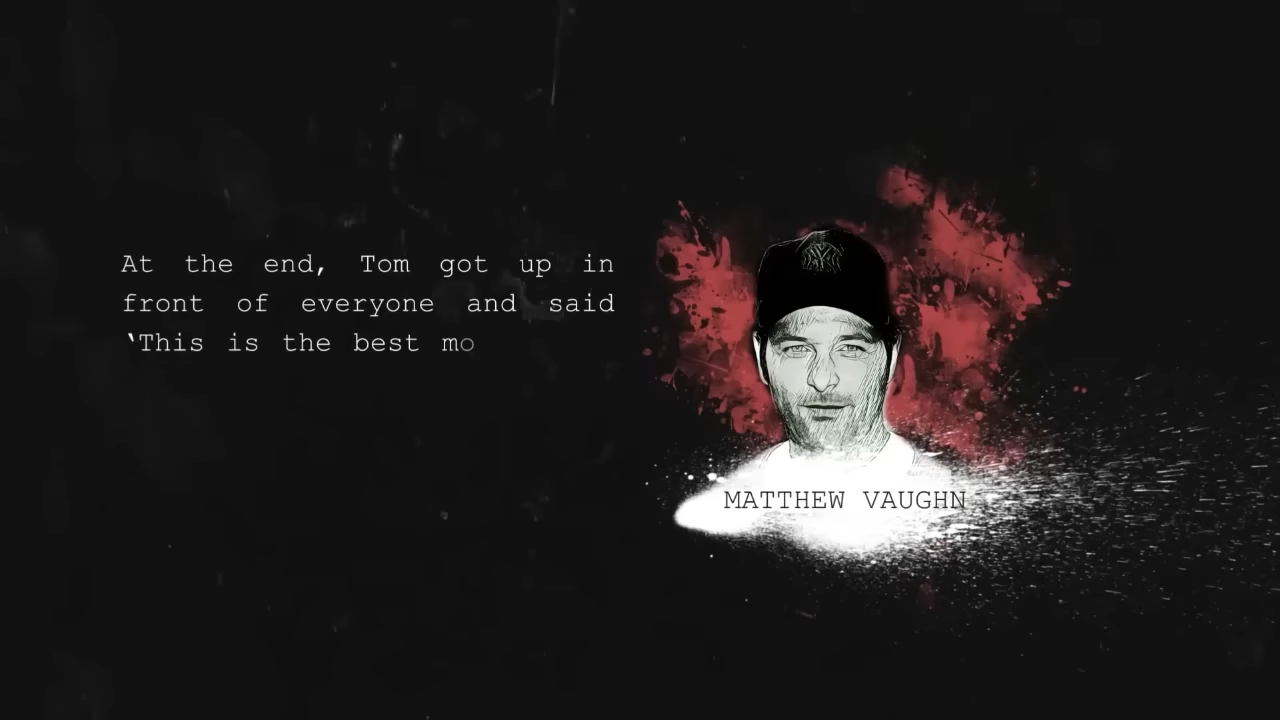 At the end, Tom got up in
front of everyone and said
‘This is the best mo
MATTHEW VAUGHN